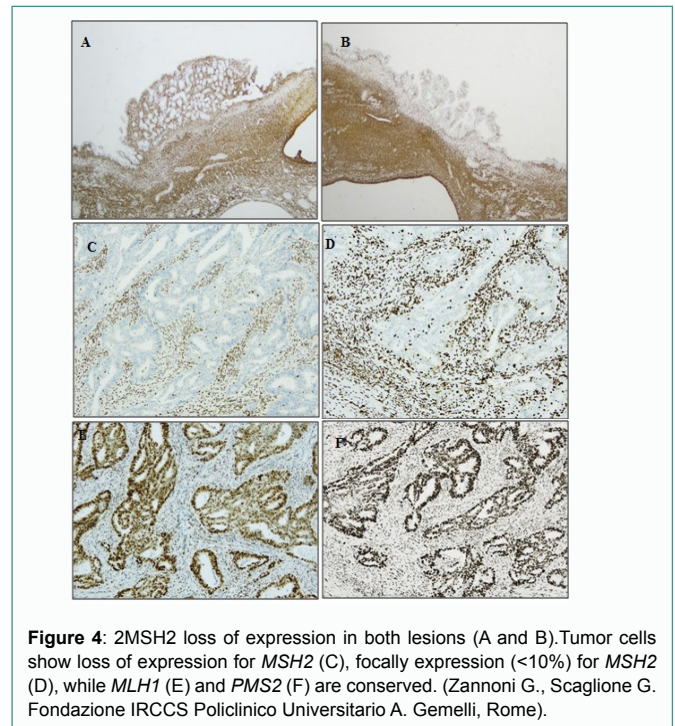 A
B
C
D
E
F
Figure 4: 2MSH2 loss of expression in both lesions (A and B).Tumor cells
show loss of expression for MSH2 (C), focally expression (<10%) for MSH2
(D), while MLH1 (E) and PMS2 (F) are conserved. (Zannoni G., Scaglione G.
Fondazione IRCCS Policlinico Universitario A. Gemelli, Rome).